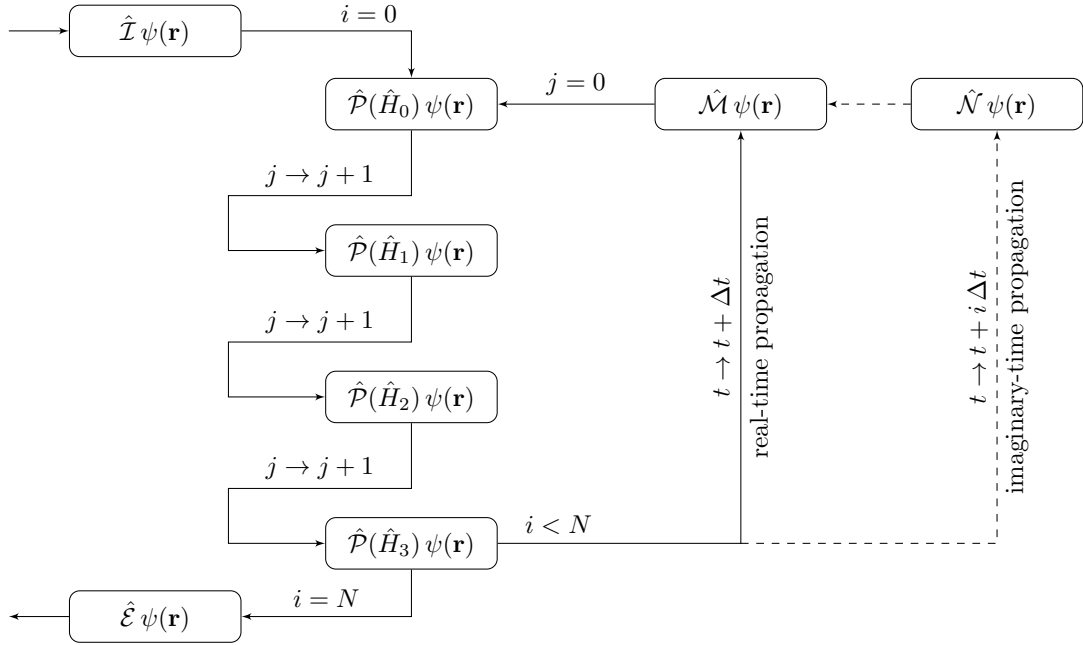 i = 0
Î ψ(r)
P̂(Ĥ₀) ψ(r)
j = 0
M̂ ψ(r)
N̂ ψ(r)
j → j + 1
P̂(Ĥ₁) ψ(r)
j → j + 1
P̂(Ĥ₂) ψ(r)
j → j + 1
P̂(Ĥ₃) ψ(r)
i < N
t → t + Δt
real-time propagation
t → t + i Δt
imaginary-time propagation
i = N
Ê ψ(r)